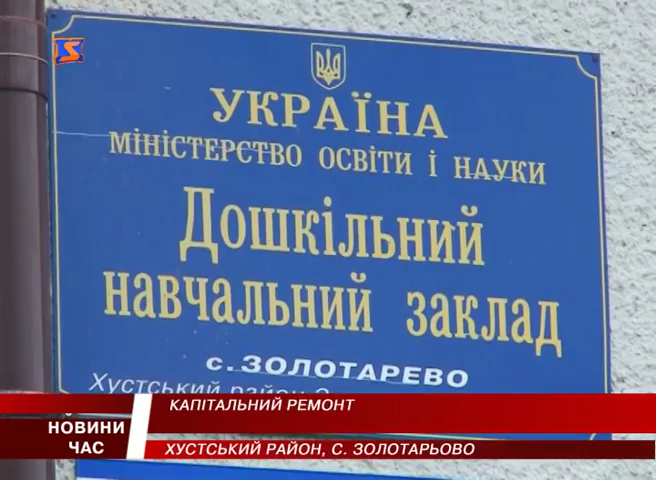 УКРАЇНА
МІНІСТЕРСТВО ОСВІТИ І НАУКИ
Дошкільний
навчальний заклад
с. ЗОЛОТАРЕВО
Хустський район
КАПІТАЛЬНИЙ РЕМОНТ
НОВИНИ
ЧАС
ХУСТСЬКИЙ РАЙОН, С. ЗОЛОТАРЬОВО